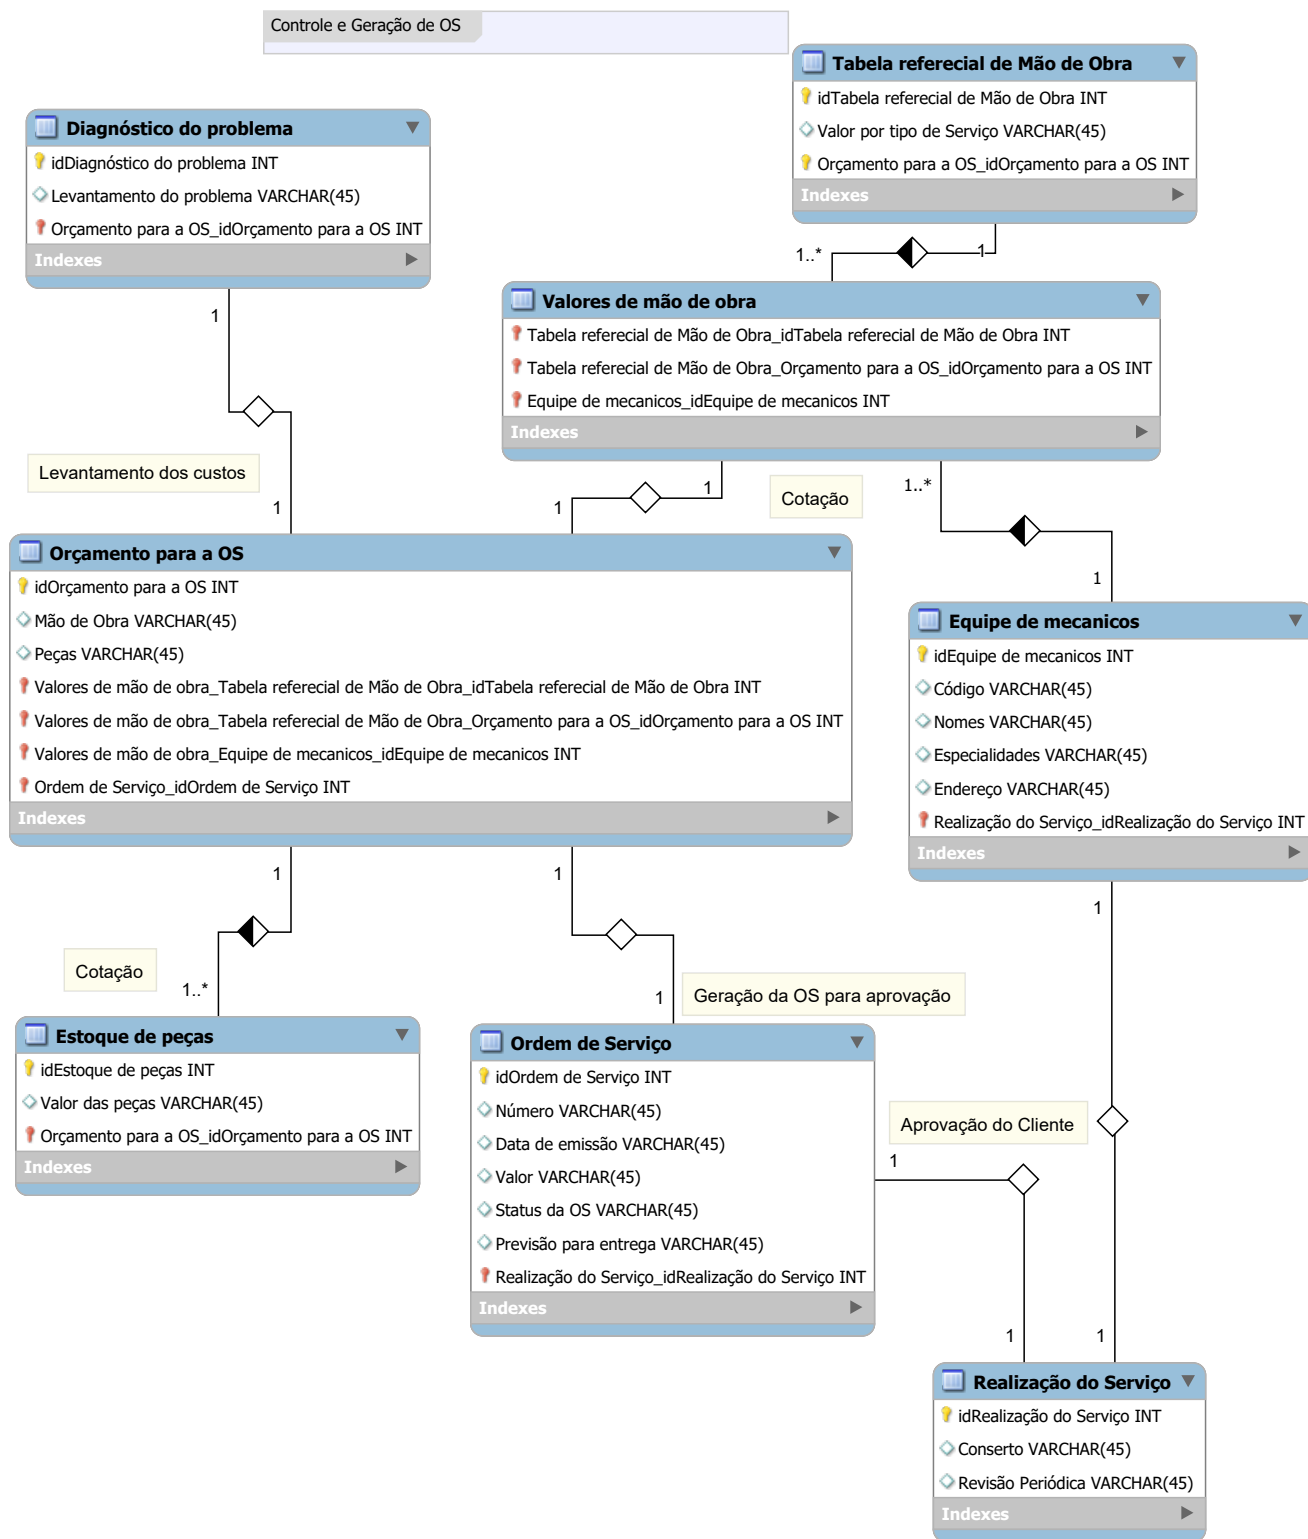 Controle e Geração de OS
Tabela referecial de Mão de Obra
idTabela referecial de Mão de Obra INT
Valor por tipo de Serviço VARCHAR(45)
Orçamento para a OS_idOrçamento para a OS INT
Indexes
Diagnóstico do problema
idDiagnóstico do problema INT
Levantamento do problema VARCHAR(45)
Orçamento para a OS_idOrçamento para a OS INT
Indexes
1..*
1
Valores de mão de obra
Tabela referecial de Mão de Obra_idTabela referecial de Mão de Obra INT
Tabela referecial de Mão de Obra_Orçamento para a OS_idOrçamento para a OS INT
Equipe de mecanicos_idEquipe de mecanicos INT
Indexes
1
Levantamento dos custos
1
1
1
Cotação
1..*
1
Orçamento para a OS
idOrçamento para a OS INT
Mão de Obra VARCHAR(45)
Peças VARCHAR(45)
Valores de mão de obra_Tabela referecial de Mão de Obra_idTabela referecial de Mão de Obra INT
Valores de mão de obra_Tabela referecial de Mão de Obra_Orçamento para a OS_idOrçamento para a OS INT
Valores de mão de obra_Equipe de mecanicos_idEquipe de mecanicos INT
Ordem de Serviço_idOrdem de Serviço INT
Indexes
Equipe de mecanicos
idEquipe de mecanicos INT
Código VARCHAR(45)
Nomes VARCHAR(45)
Especialidades VARCHAR(45)
Endereço VARCHAR(45)
Realização do Serviço_idRealização do Serviço INT
Indexes
1
1
1
Cotação
1..*
1
Geração da OS para aprovação
Estoque de peças
idEstoque de peças INT
Valor das peças VARCHAR(45)
Orçamento para a OS_idOrçamento para a OS INT
Indexes
Ordem de Serviço
idOrdem de Serviço INT
Número VARCHAR(45)
Data de emissão VARCHAR(45)
Valor VARCHAR(45)
Status da OS VARCHAR(45)
Previsão para entrega VARCHAR(45)
Realização do Serviço_idRealização do Serviço INT
Indexes
Aprovação do Cliente
1
1
1
Realização do Serviço
idRealização do Serviço INT
Conserto VARCHAR(45)
Revisão Periódica VARCHAR(45)
Indexes